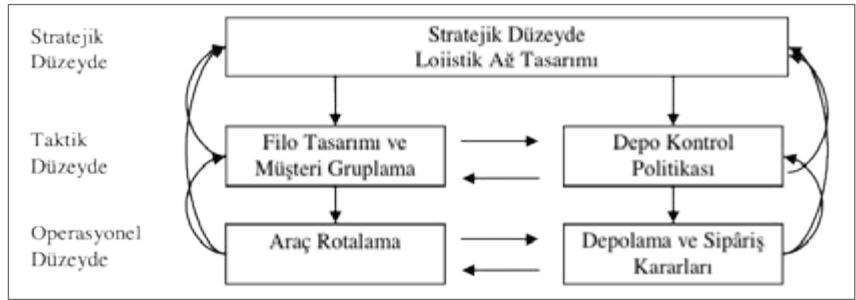 Stratejik
Düzeyde
Stratejik Düzeyde
Lojistik Ağ Tasarımı
Taktik
Düzeyde
Filo Tasarımı ve
Müşteri Gruplama
Depo Kontrol
Politikası
Operasyonel
Düzeyde
Araç Rotalama
Depolama ve Sipâriş
Kararları